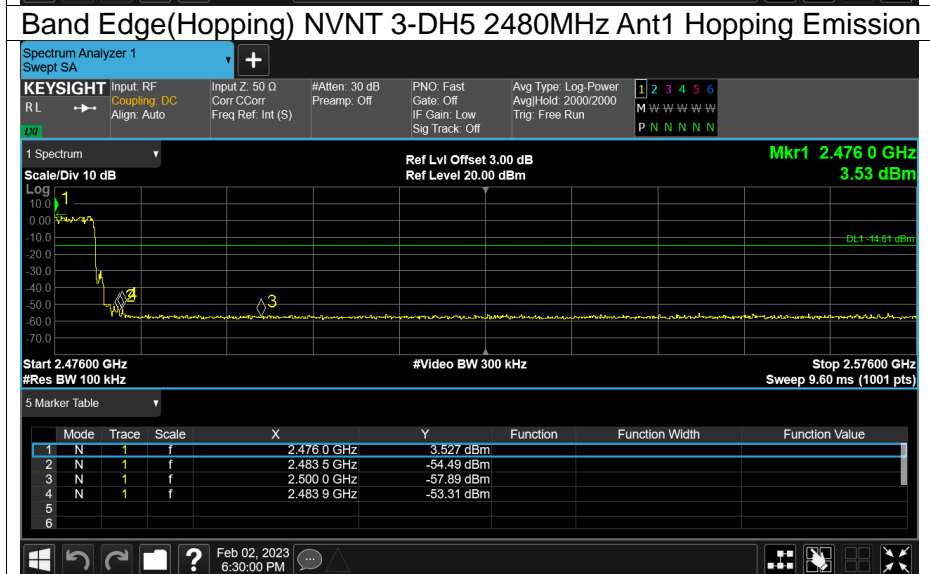 Band Edge(Hopping) NVNT 3-DH5 2480MHz Ant1 Hopping Emission
Spectrum Analyzer 1
Swept SA
+
KEYSIGHT Input: RF Input Z: 50 Ω #Atten: 30 dB PNO: Fast Avg Type: Log-Power 1 2 3 4 5 6
R L Coupling: DC Corr CCorr Preamp: Off Gate: Off Avg|Hold: 2000/2000 M W W W W W
Align: Auto Freq Ref: Int (S) IF Gain: Low Trig: Free Run
LXI Sig Track: Off P N N N N N
1 Spectrum Ref Lvl Offset 3.00 dB Mkr1 2.476 0 GHz
Scale/Div 10 dB Ref Level 20.00 dBm 3.53 dBm
Log
10.0 1
0.00
-10.0 DL1 -14.61 dBm
-20.0
-30.0
-40.0
-50.0 2 4 3
-60.0
-70.0
Start 2.47600 GHz #Video BW 300 kHz Stop 2.57600 GHz
#Res BW 100 kHz Sweep 9.60 ms (1001 pts)
5 Marker Table
Mode Trace Scale X Y Function Function Width Function Value
1 N 1 f 2.476 0 GHz 3.527 dBm
2 N 1 f 2.483 5 GHz -54.49 dBm
3 N 1 f 2.500 0 GHz -57.89 dBm
4 N 1 f 2.483 9 GHz -53.31 dBm
5
6
? Feb 02, 2023
6:30:00 PM